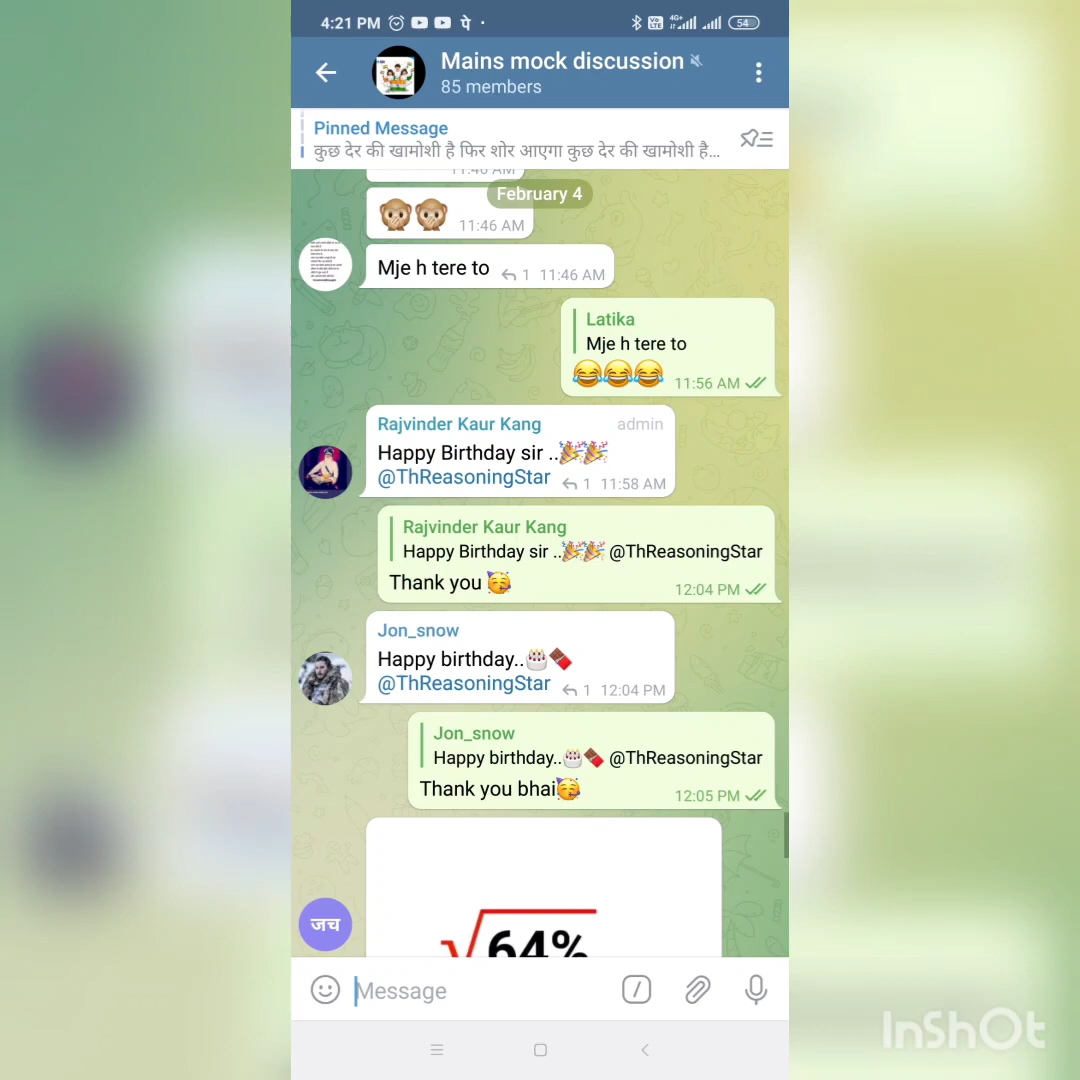 4:21 PM पे
4G+
Vo
LTE
54
Mains mock discussion
85 members
Pinned Message
कुछ देर की खामोशी है फिर शोर आएगा कुछ देर की खामोशी है...
11:46 AM
February 4
🙊🙊 11:46 AM
Mje h tere to 1 11:46 AM
Latika
Mje h tere to
😂😂😂 11:56 AM
Rajvinder Kaur Kang admin
Happy Birthday sir ..🎉🎉
@ThReasoningStar 1 11:58 AM
Rajvinder Kaur Kang
Happy Birthday sir ..🎉🎉 @ThReasoningStar
Thank you 🥳 12:04 PM
Jon_snow
Happy birthday..🎂🍫
@ThReasoningStar 1 12:04 PM
Jon_snow
Happy birthday..🎂🍫 @ThReasoningStar
Thank you bhai🥳 12:05 PM
जच
√64%
Message
InShOt